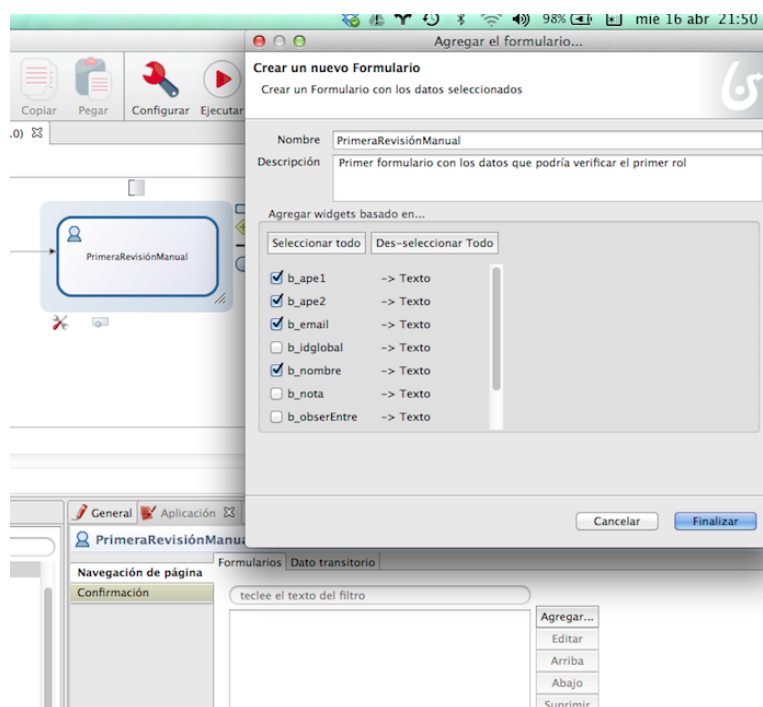 98% mié 16 abr 21:50
Agregar el formulario...
Crear un nuevo Formulario
Crear un Formulario con los datos seleccionados
Copiar Pegar Configurar Ejecutar
.0)
Nombre PrimeraRevisiónManual
Descripción Primer formulario con los datos que podría verificar el primer rol
Agregar widgets basado en...
Seleccionar todo Des-seleccionar Todo
PrimeraRevisiónManual
b_ape1 -> Texto
b_ape2 -> Texto
b_email -> Texto
b_idglobal -> Texto
b_nombre -> Texto
b_nota -> Texto
b_obserEntre -> Texto
Cancelar Finalizar
General Aplicación
PrimeraRevisiónManua
Formularios Dato transitorio
Navegación de página
Confirmación
teclee el texto del filtro
Agregar...
Editar
Arriba
Abajo
Suprimir